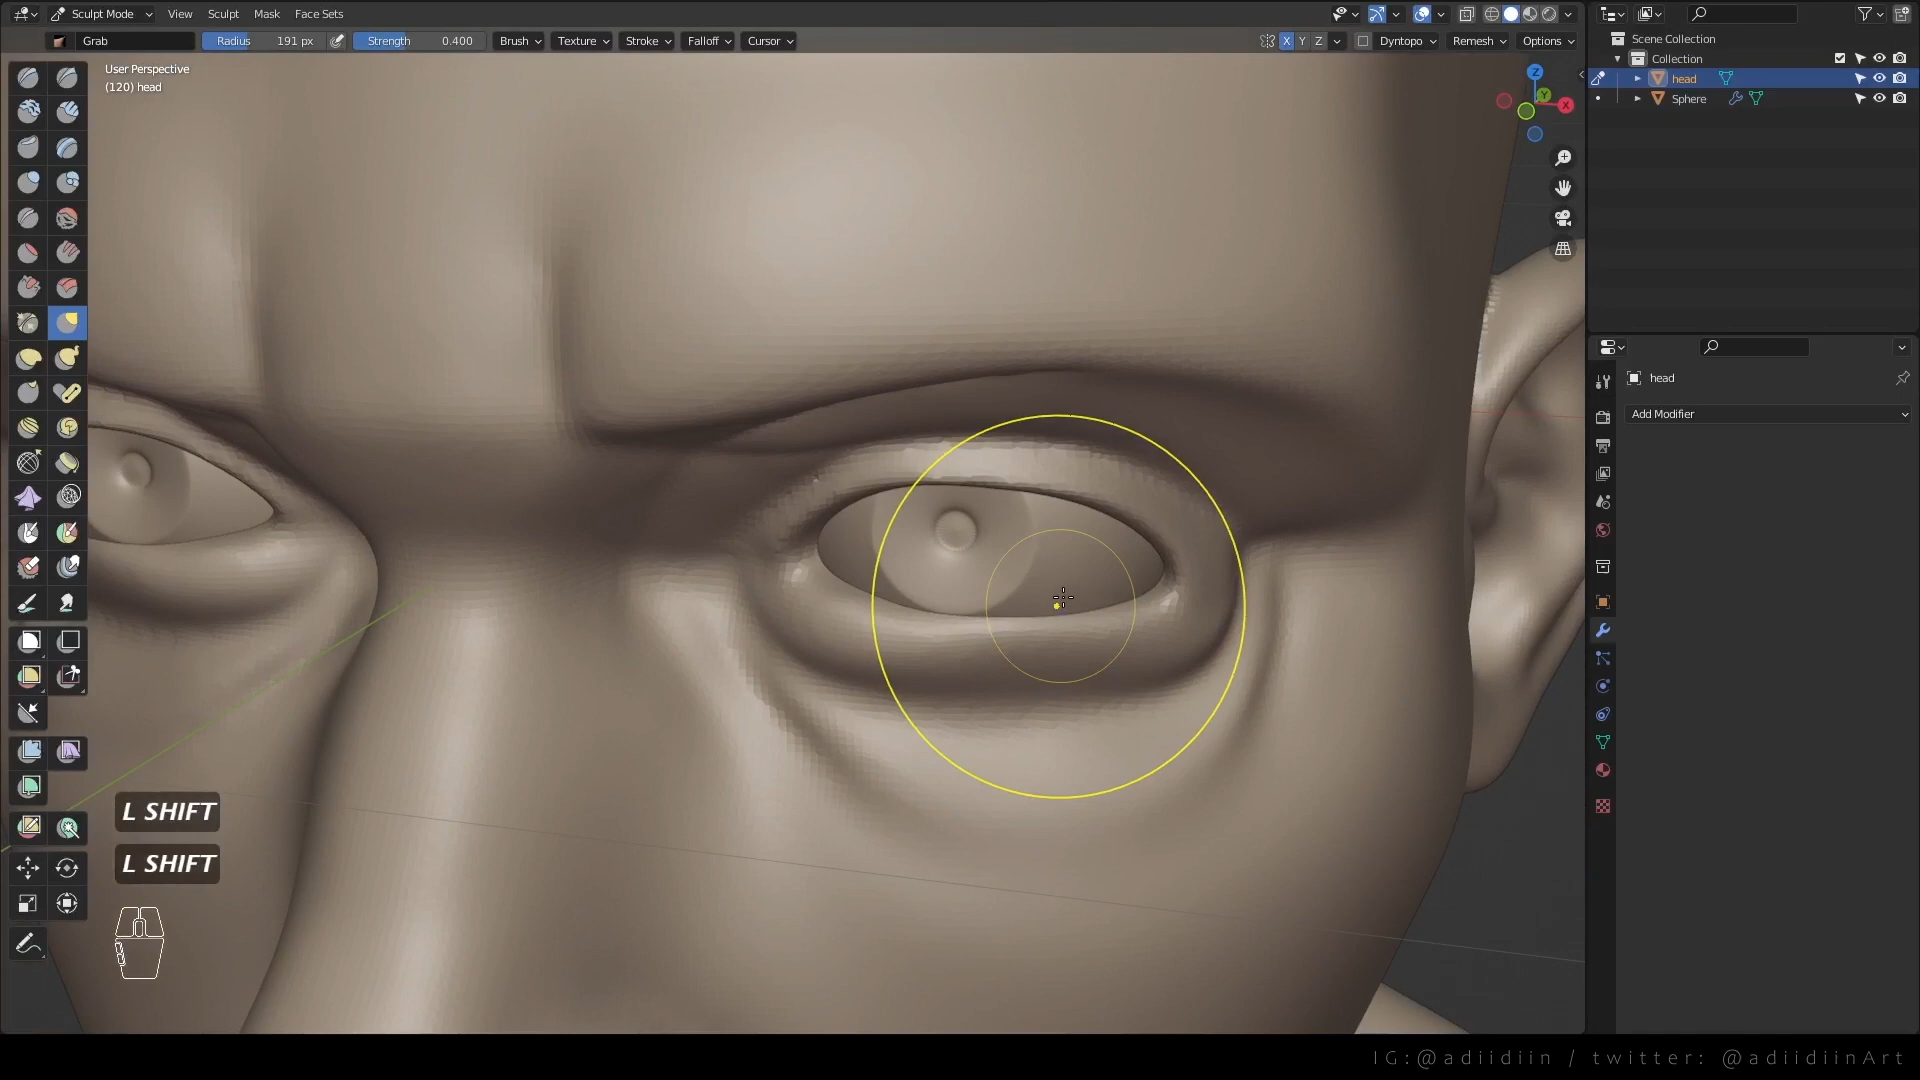 Sculpt Mode View Sculpt Mask Face Sets
Grab Radius 191 px Strength 0.400 Brush Texture Stroke Falloff Cursor X Y Z Dyntopo Remesh Options
User Perspective
(120) head
Z
Y
X
Scene Collection
Collection
head
Sphere
head
Add Modifier
L SHIFT
L SHIFT
IG:@adiidiin / twitter: @adiidiinArt